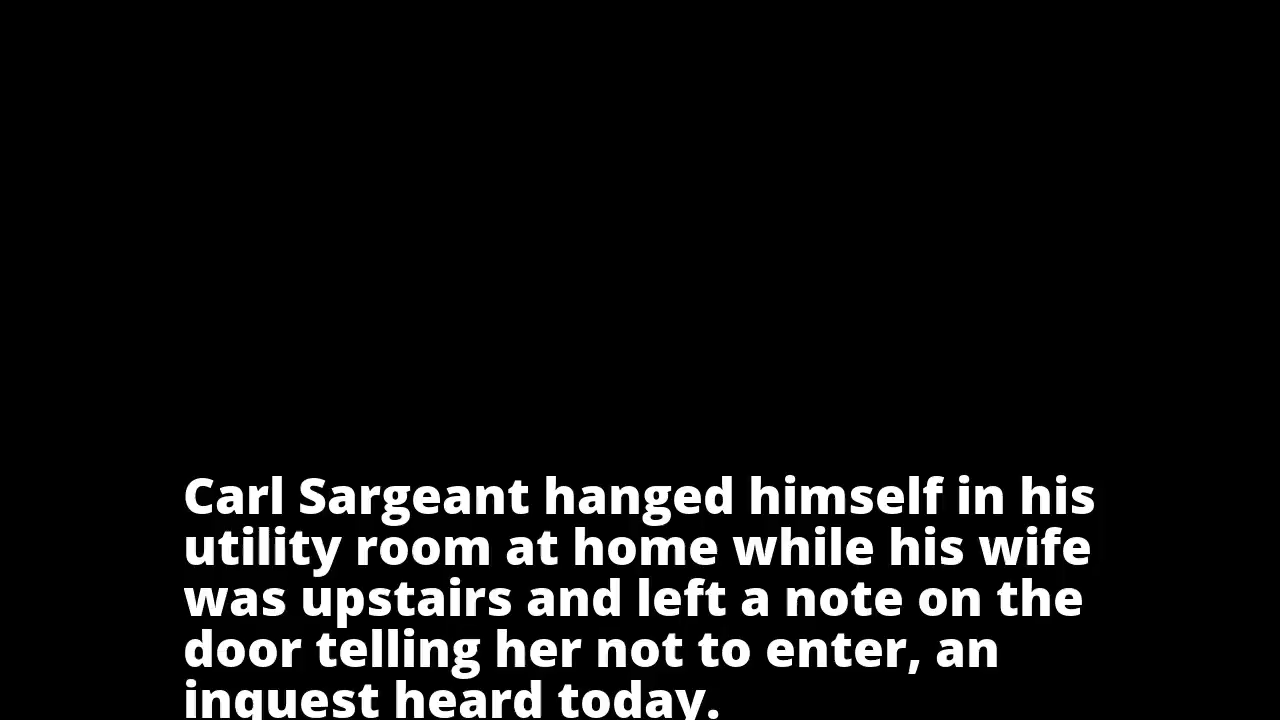 Carl Sargeant hanged himself in his
utility room at home while his wife
was upstairs and left a note on the
door telling her not to enter, an
inquest heard today.